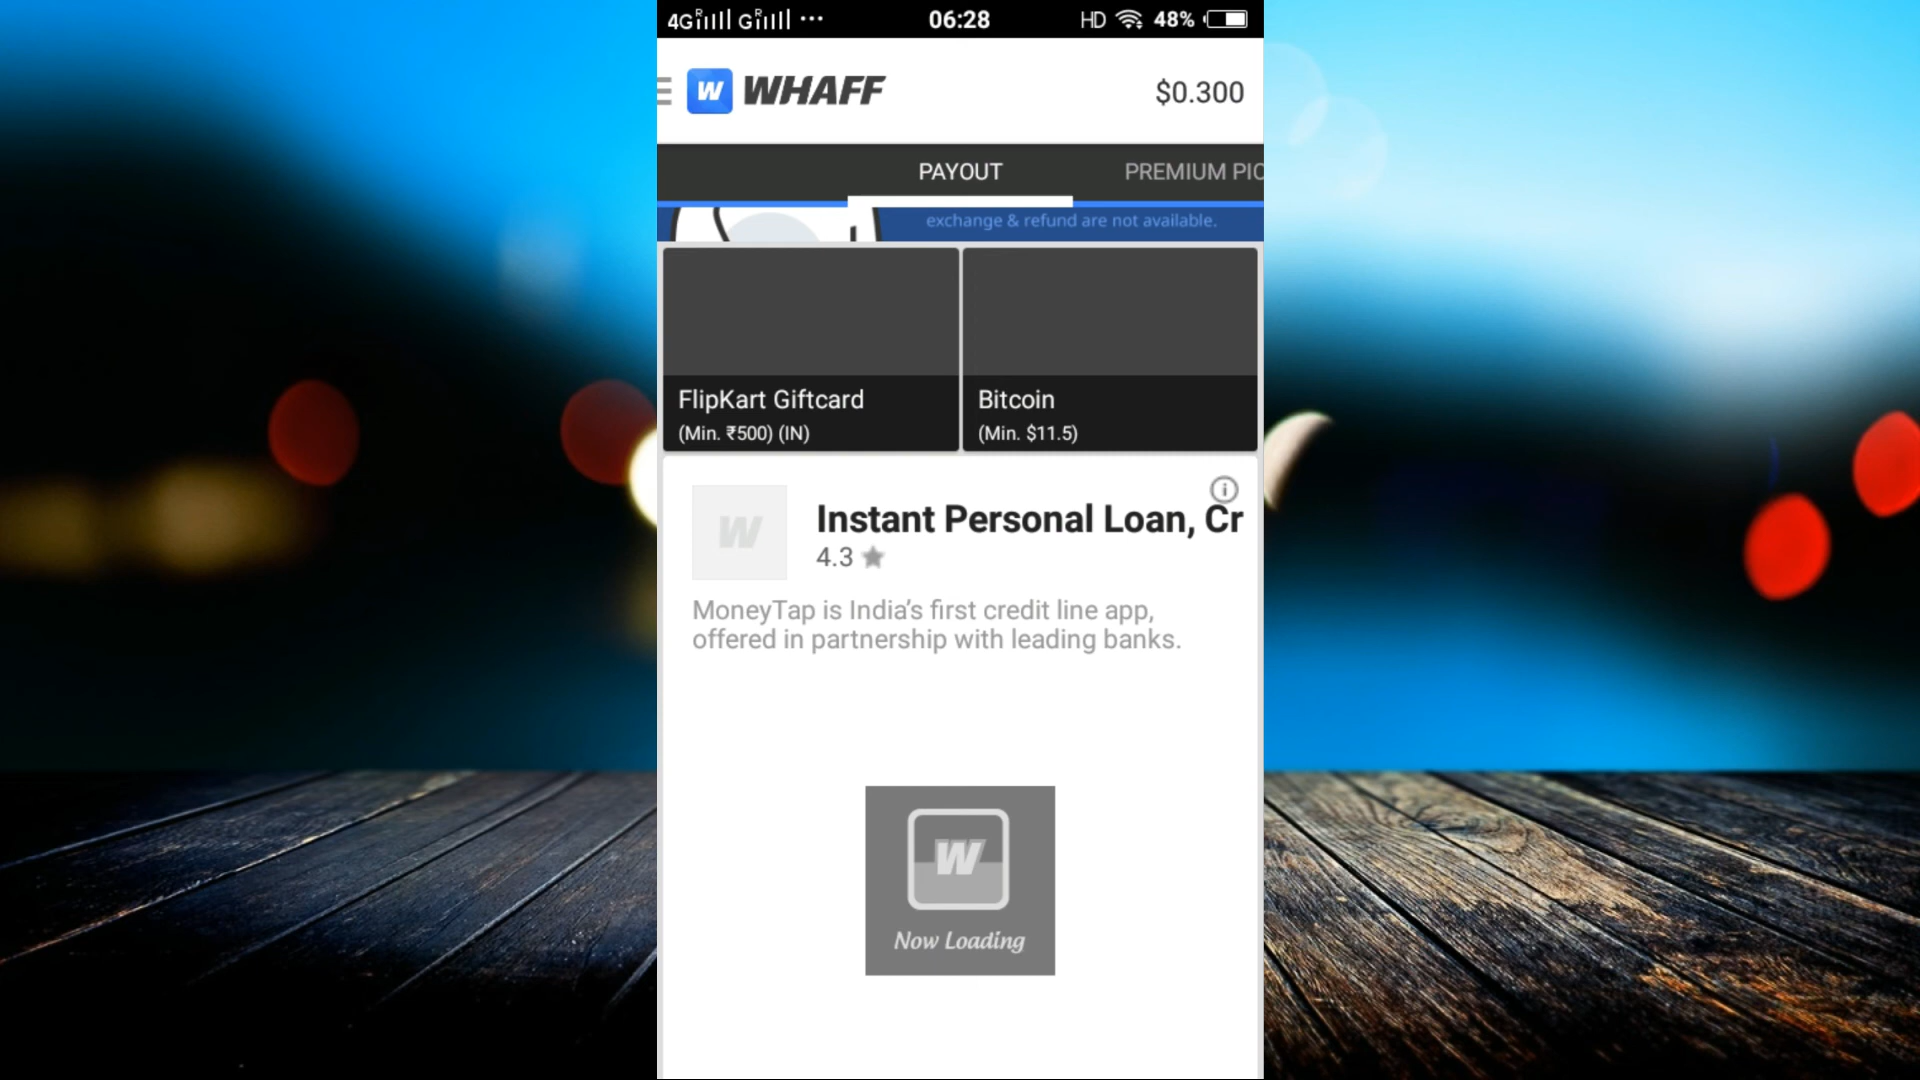 4G R G R ... 06:28 HD 48%
W WHAFF $0.300
PAYOUT PREMIUM PIC
exchange & refund are not available.
FlipKart Giftcard
(Min. ₹500) (IN)
Bitcoin
(Min. $11.5)
Instant Personal Loan, Cr
4.3
MoneyTap is India's first credit line app,
offered in partnership with leading banks.
W
W
Now Loading